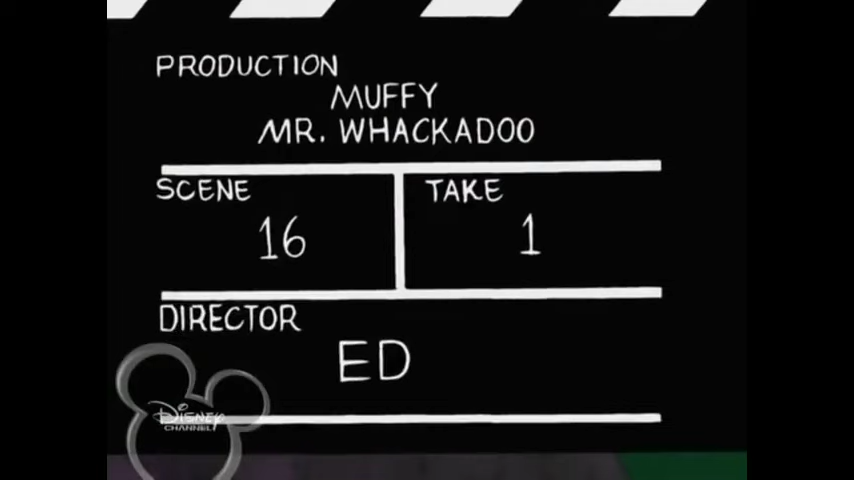 PRODUCTION
MUFFY
MR. WHACKADOO
SCENE
TAKE
16
1
DIRECTOR
ED
DISNEY
CHANNEL